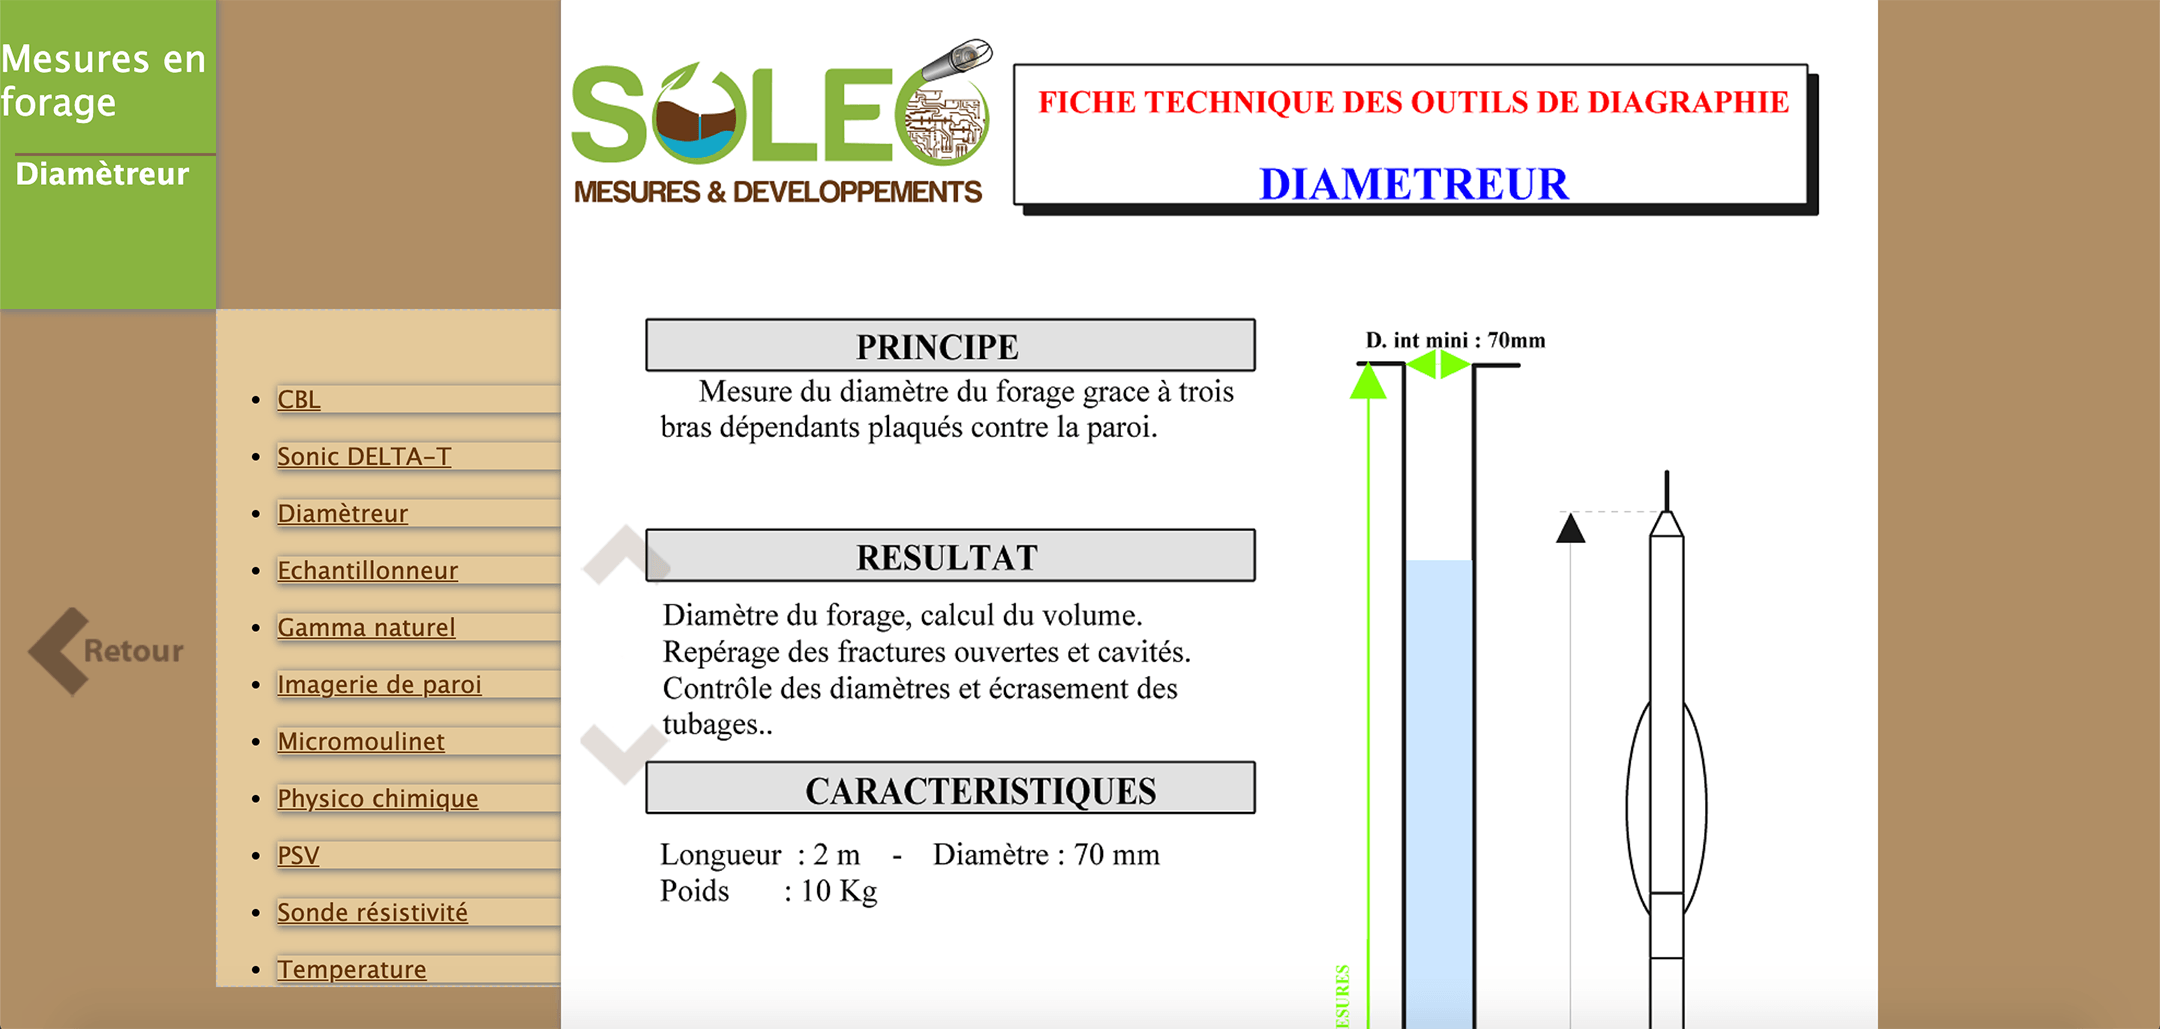 Mesures en
forage
Diamètreur
Retour
CBL
Sonic DELTA-T
Diamètreur
Echantillonneur
Gamma naturel
Imagerie de paroi
Micromoulinet
Physico chimique
PSV
Sonde résistivité
Temperature
SOLEO
MESURES & DEVELOPPEMENTS
FICHE TECHNIQUE DES OUTILS DE DIAGRAPHIE
DIAMETREUR
PRINCIPE
Mesure du diamètre du forage grace à trois
bras dépendants plaqués contre la paroi.
RESULTAT
Diamètre du forage, calcul du volume.
Repérage des fractures ouvertes et cavités.
Contrôle des diamètres et écrasement des
tubages..
CARACTERISTIQUES
Longueur : 2 m - Diamètre : 70 mm
Poids : 10 Kg
D. int mini : 70mm
ESURES